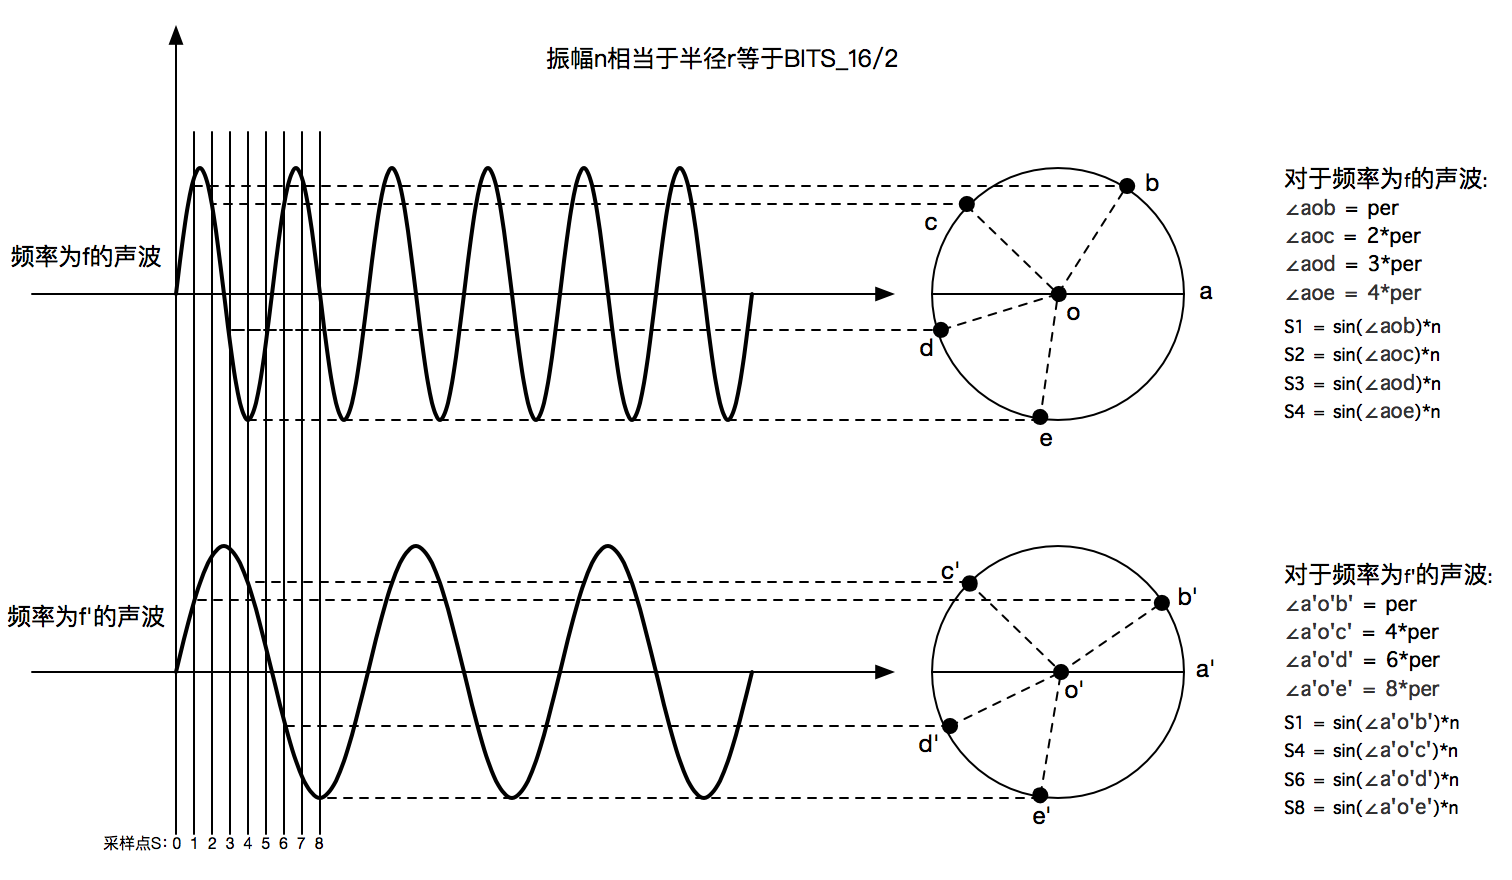 振幅n相当于半径r等于BITS_16/2
频率为f的声波
b
c
a
o
d
e
对于频率为f的声波:
∠aob = per
∠aoc = 2*per
∠aod = 3*per
∠aoe = 4*per
S1 = sin(∠aob)*n
S2 = sin(∠aoc)*n
S3 = sin(∠aod)*n
S4 = sin(∠aoe)*n
频率为f'的声波
c'
b'
a'
o'
d'
e'
对于频率为f'的声波:
∠a'o'b' = per
∠a'o'c' = 4*per
∠a'o'd' = 6*per
∠a'o'e' = 8*per
S1 = sin(∠a'o'b')*n
S4 = sin(∠a'o'c')*n
S6 = sin(∠a'o'd')*n
S8 = sin(∠a'o'e')*n
采样点S: 0 1 2 3 4 5 6 7 8